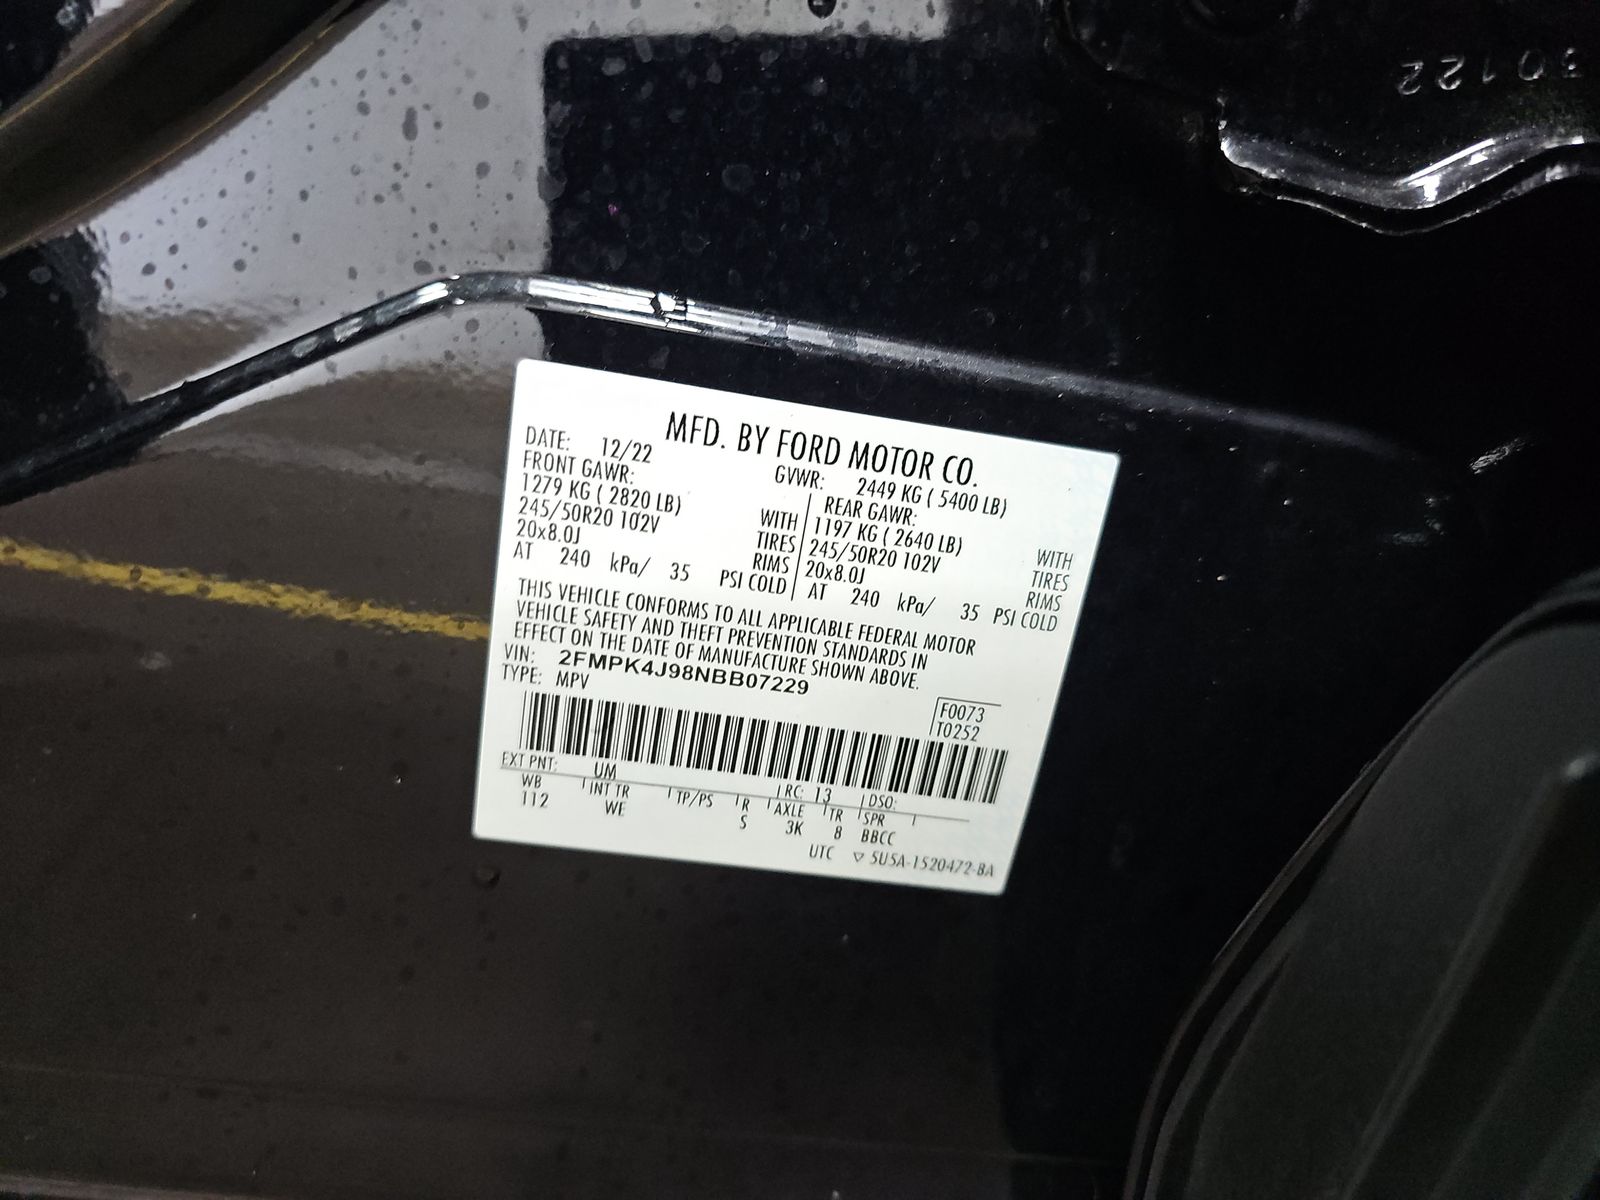 30122
MFD. BY FORD MOTOR CO.
DATE: 12/22 GVWR: 2449 KG ( 5400 LB)
FRONT GAWR: REAR GAWR:
1279 KG ( 2820 LB) WITH 1197 KG ( 2640 LB) WITH
245/50R20 102V TIRES 245/50R20 102V TIRES
20x8.0J RIMS 20x8.0J RIMS
AT 240 kPa/ 35 PSI COLD AT 240 kPa/ 35 PSI COLD
THIS VEHICLE CONFORMS TO ALL APPLICABLE FEDERAL MOTOR
VEHICLE SAFETY AND THEFT PREVENTION STANDARDS IN
EFFECT ON THE DATE OF MANUFACTURE SHOWN ABOVE.
VIN: 2FMPK4J98NBB07229
TYPE: MPV
F0073
T0252
EXT PNT: UM RC: 13 DSO:
WB INT TR TP/PS R AXLE TR SPR
112 WE S 3K 8 BBCC
UTC ▽ 5U5A-1520472-BA